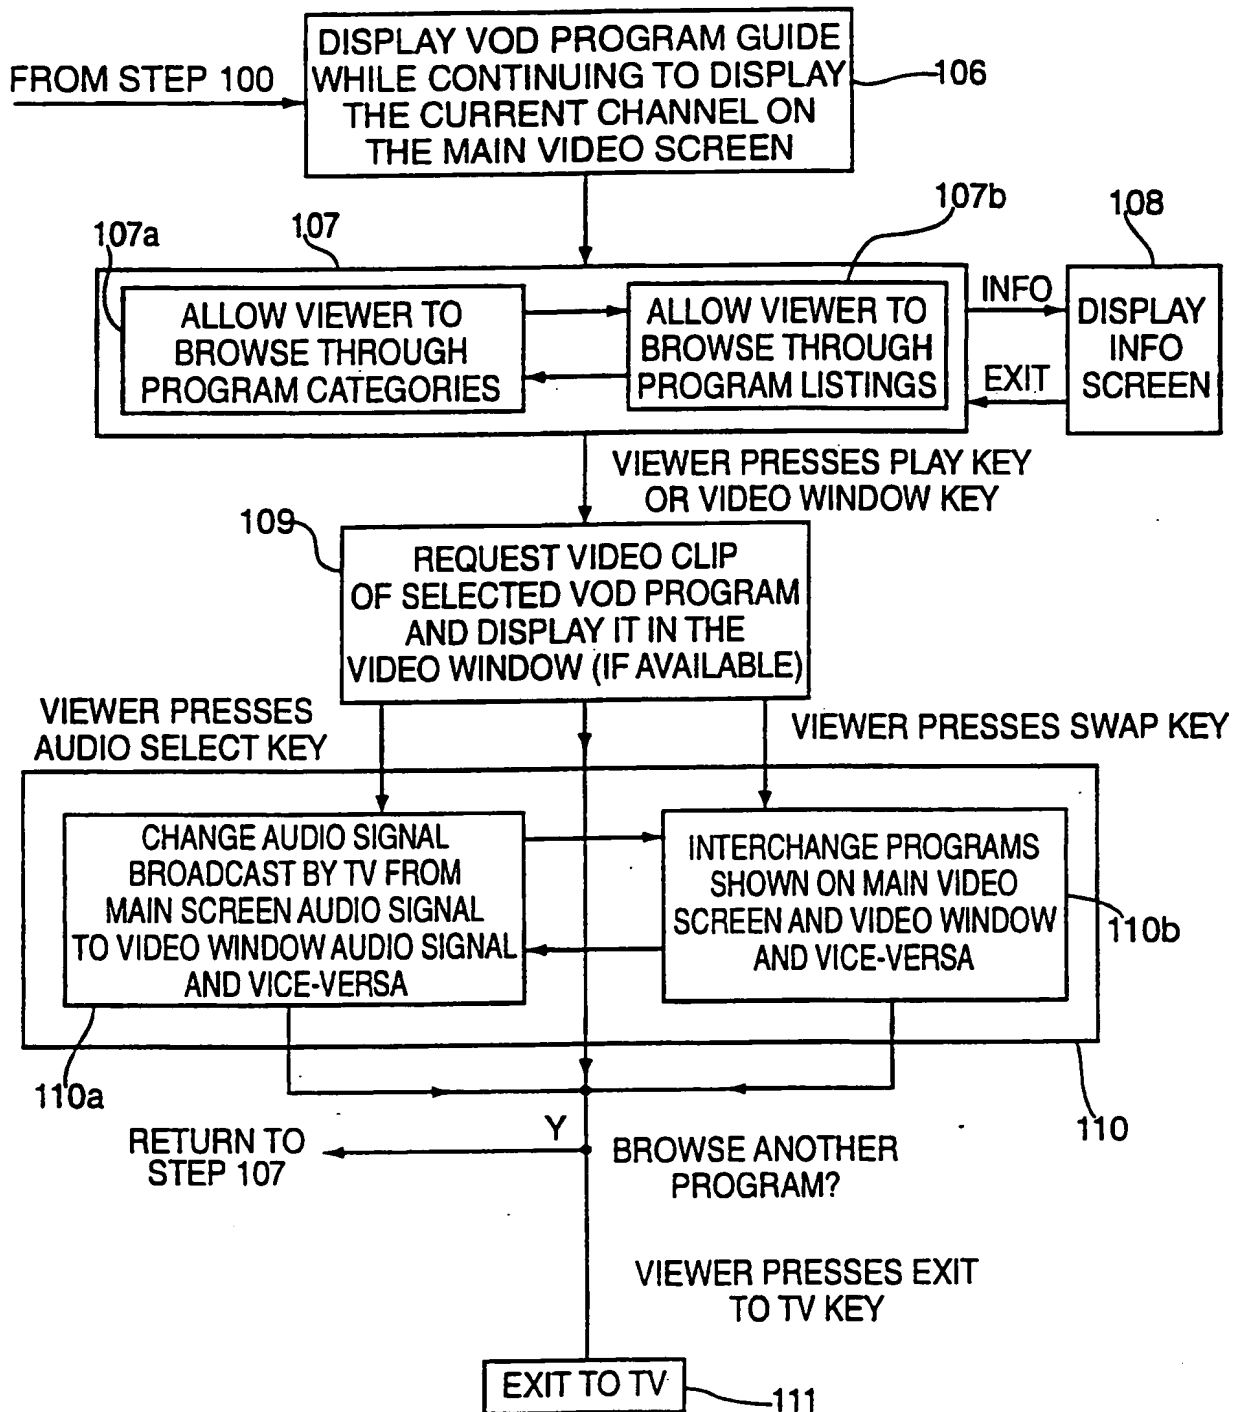 DISPLAY VOD PROGRAM GUIDE
WHILE CONTINUING TO DISPLAY
THE CURRENT CHANNEL ON
THE MAIN VIDEO SCREEN
FROM STEP 100
106
107a
107
107b
108
ALLOW VIEWER TO
BROWSE THROUGH
PROGRAM CATEGORIES
ALLOW VIEWER TO
BROWSE THROUGH
PROGRAM LISTINGS
INFO
EXIT
DISPLAY
INFO
SCREEN
VIEWER PRESSES PLAY KEY
OR VIDEO WINDOW KEY
109
REQUEST VIDEO CLIP
OF SELECTED VOD PROGRAM
AND DISPLAY IT IN THE
VIDEO WINDOW (IF AVAILABLE)
VIEWER PRESSES
AUDIO SELECT KEY
VIEWER PRESSES SWAP KEY
CHANGE AUDIO SIGNAL
BROADCAST BY TV FROM
MAIN SCREEN AUDIO SIGNAL
TO VIDEO WINDOW AUDIO SIGNAL
AND VICE-VERSA
INTERCHANGE PROGRAMS
SHOWN ON MAIN VIDEO
SCREEN AND VIDEO WINDOW
AND VICE-VERSA
110b
110a
110
Y
RETURN TO
STEP 107
BROWSE ANOTHER
PROGRAM?
VIEWER PRESSES EXIT
TO TV KEY
EXIT TO TV
111